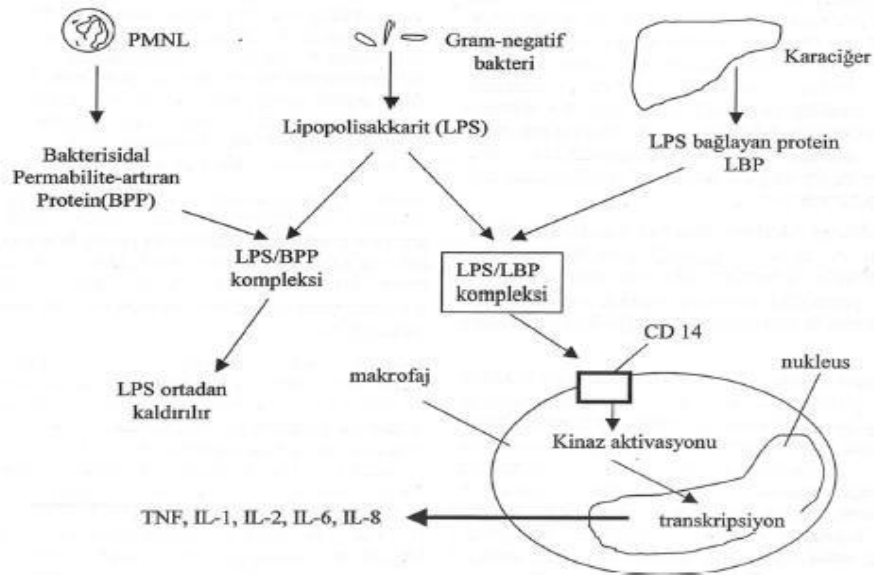 PMNL
Gram-negatif
bakteri
Karaciğer
Lipopolisakkarit (LPS)
LPS bağlayan protein
LBP
Bakterisidal
Permabilite-artıran
Protein(BPP)
LPS/BPP
kompleksi
LPS/LBP
kompleksi
CD 14
nukleus
makrofaj
LPS ortadan
kaldırılır
Kinaz aktivasyonu
TNF, IL-1, IL-2, IL-6, IL-8
transkripsiyon